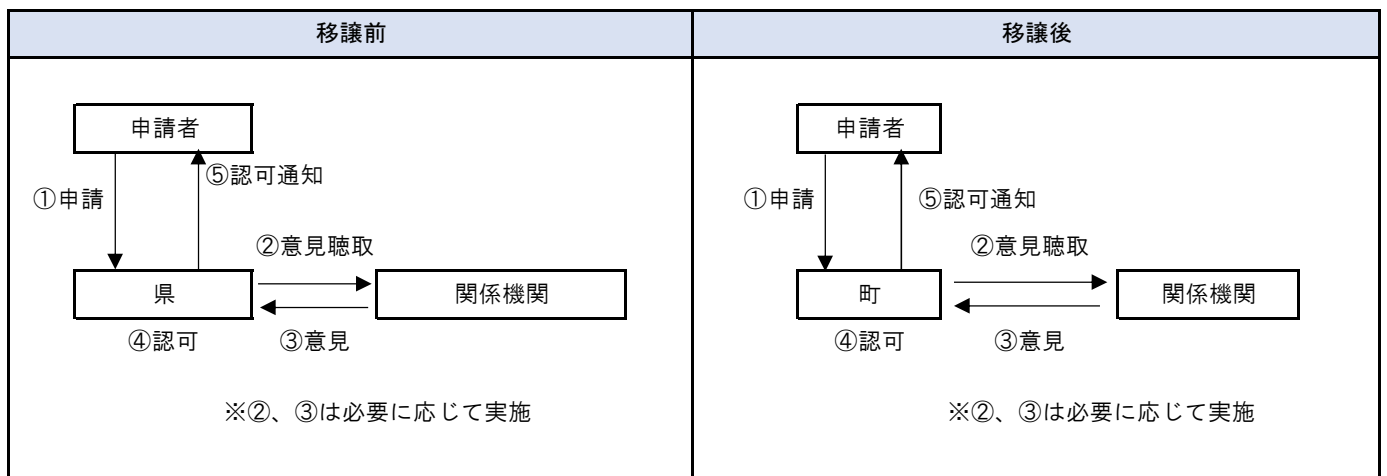 移譲前
申請者
⑤認可通知
①申請
②意見聴取
県
関係機関
④認可
③意見
※②、③は必要に応じて実施
移譲後
申請者
①申請
⑤認可通知
②意見聴取
町
関係機関
④認可
③意見
※②、③は必要に応じて実施